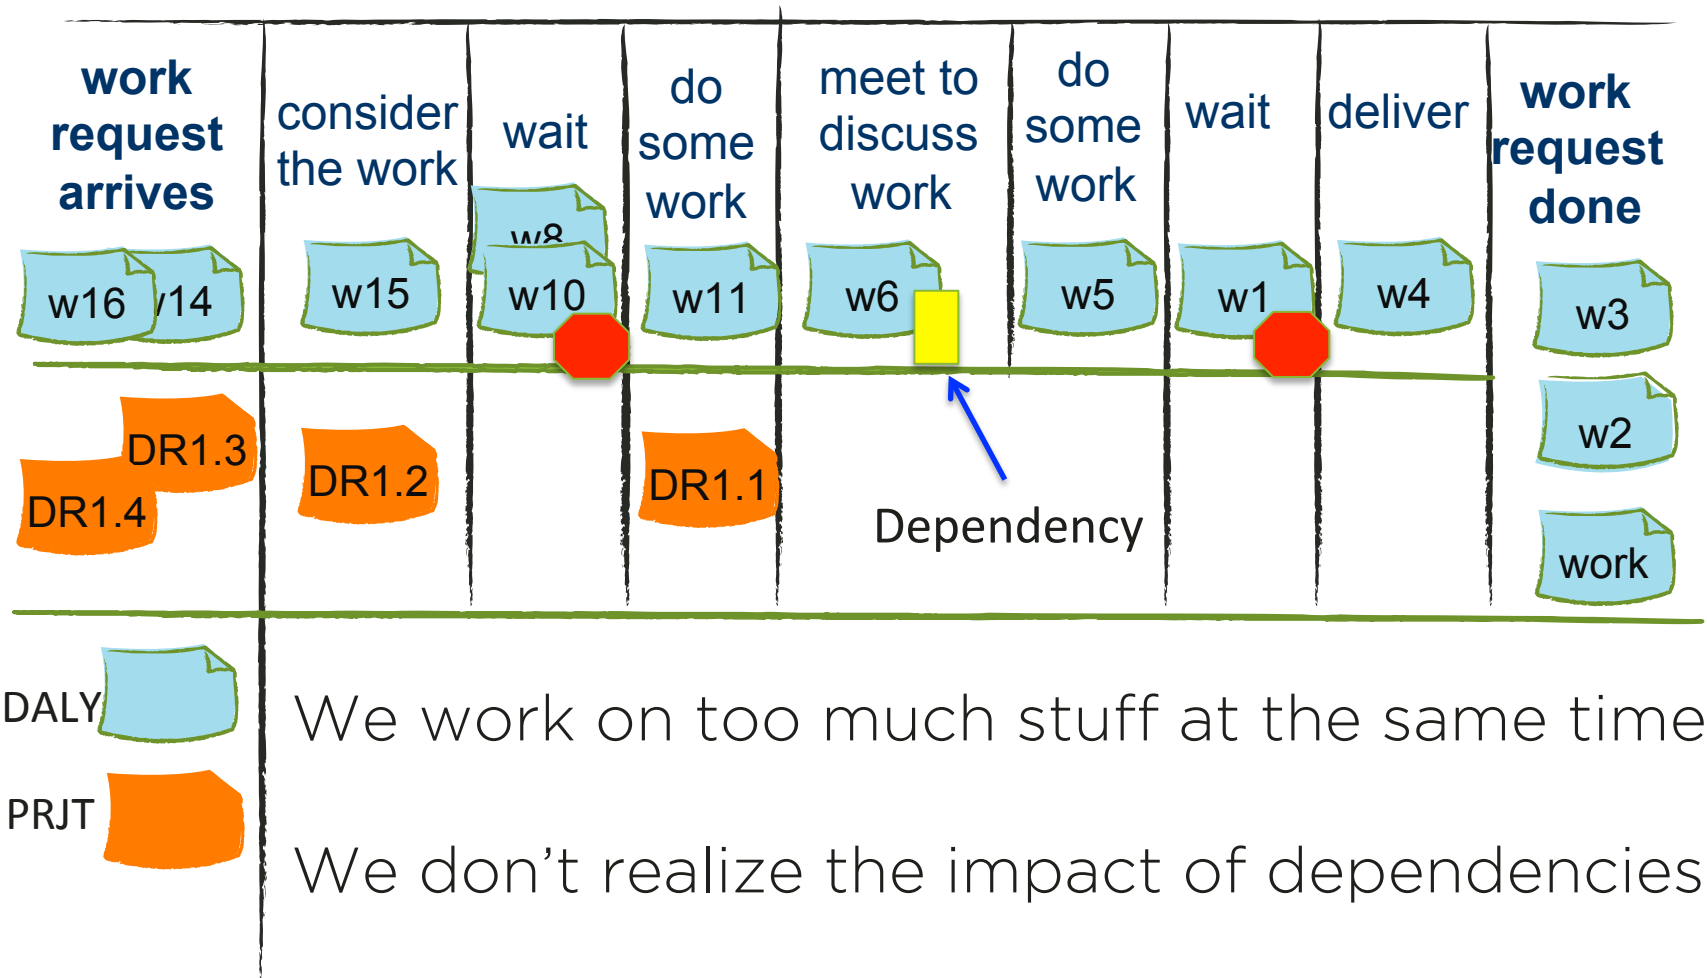 work
request
arrives
consider
the work
wait
do
some
work
meet to
discuss
work
do
some
work
wait
deliver
work
request
done
w16
w14
w15
w8
w10
w11
w6
w5
w1
w4
w3
w2
work
DR1.3
DR1.4
DR1.2
DR1.1
Dependency
DALY
PRJT
We work on too much stuff at the same time
We don't realize the impact of dependencies